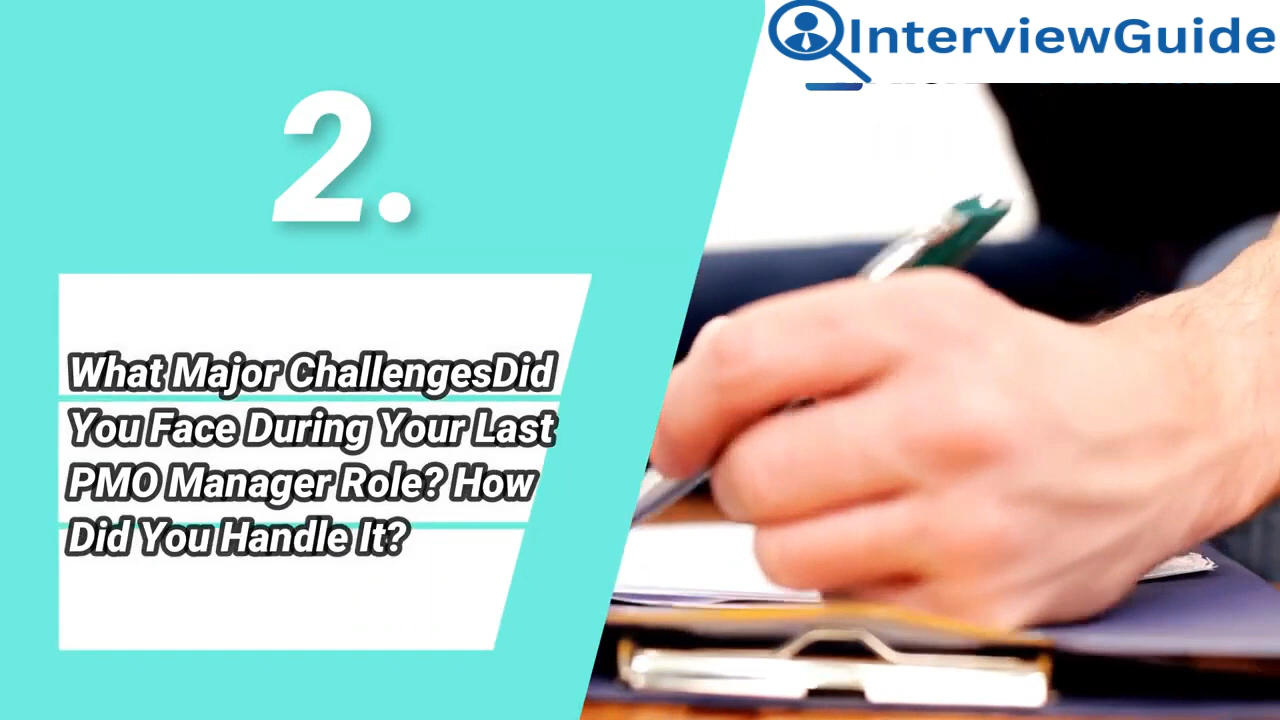 InterviewGuide
2.
What Major ChallengesDid
You Face During Your Last
PMO Manager Role? How
Did You Handle It?